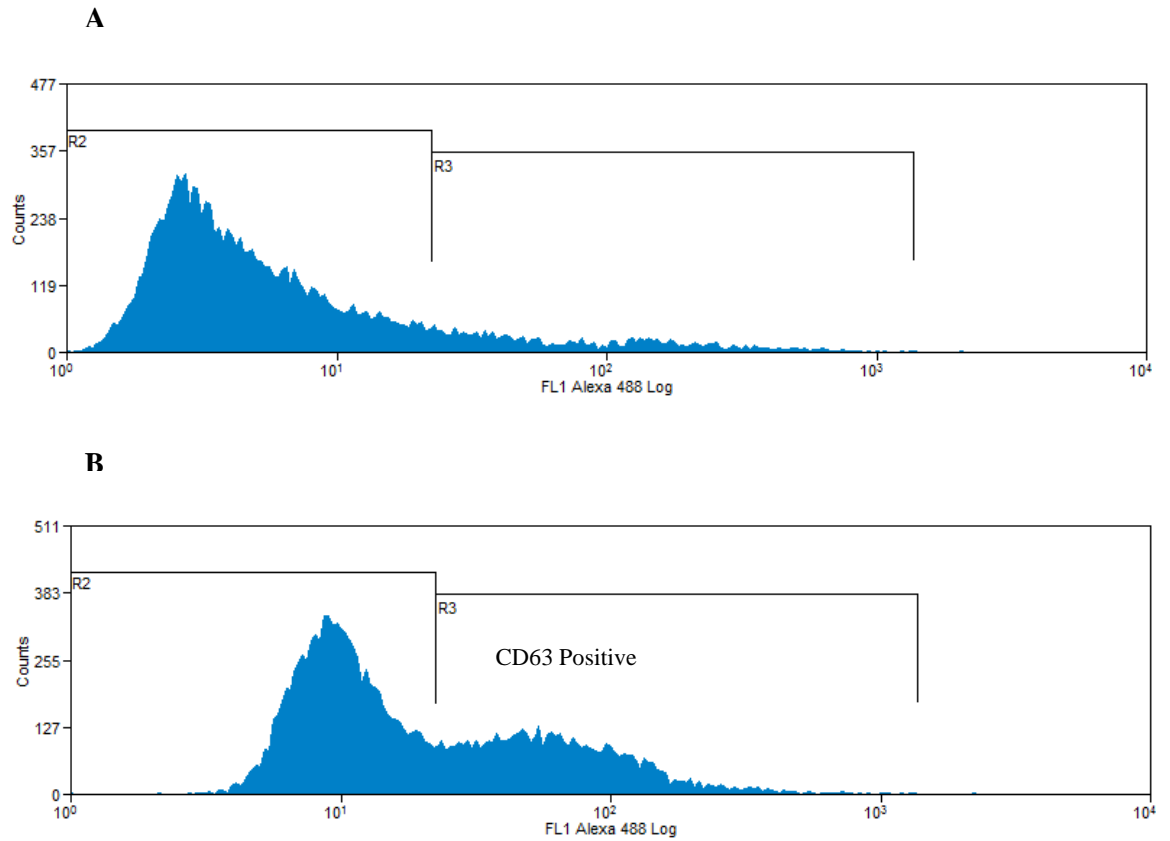 A
477
R2
357
R3
Counts
238
119
0
10⁰ 10¹ 10² 10³ 10⁴
FL1 Alexa 488 Log
B
511
R2
383
R3
CD63 Positive
Counts
255
127
0
10⁰ 10¹ 10² 10³ 10⁴
FL1 Alexa 488 Log